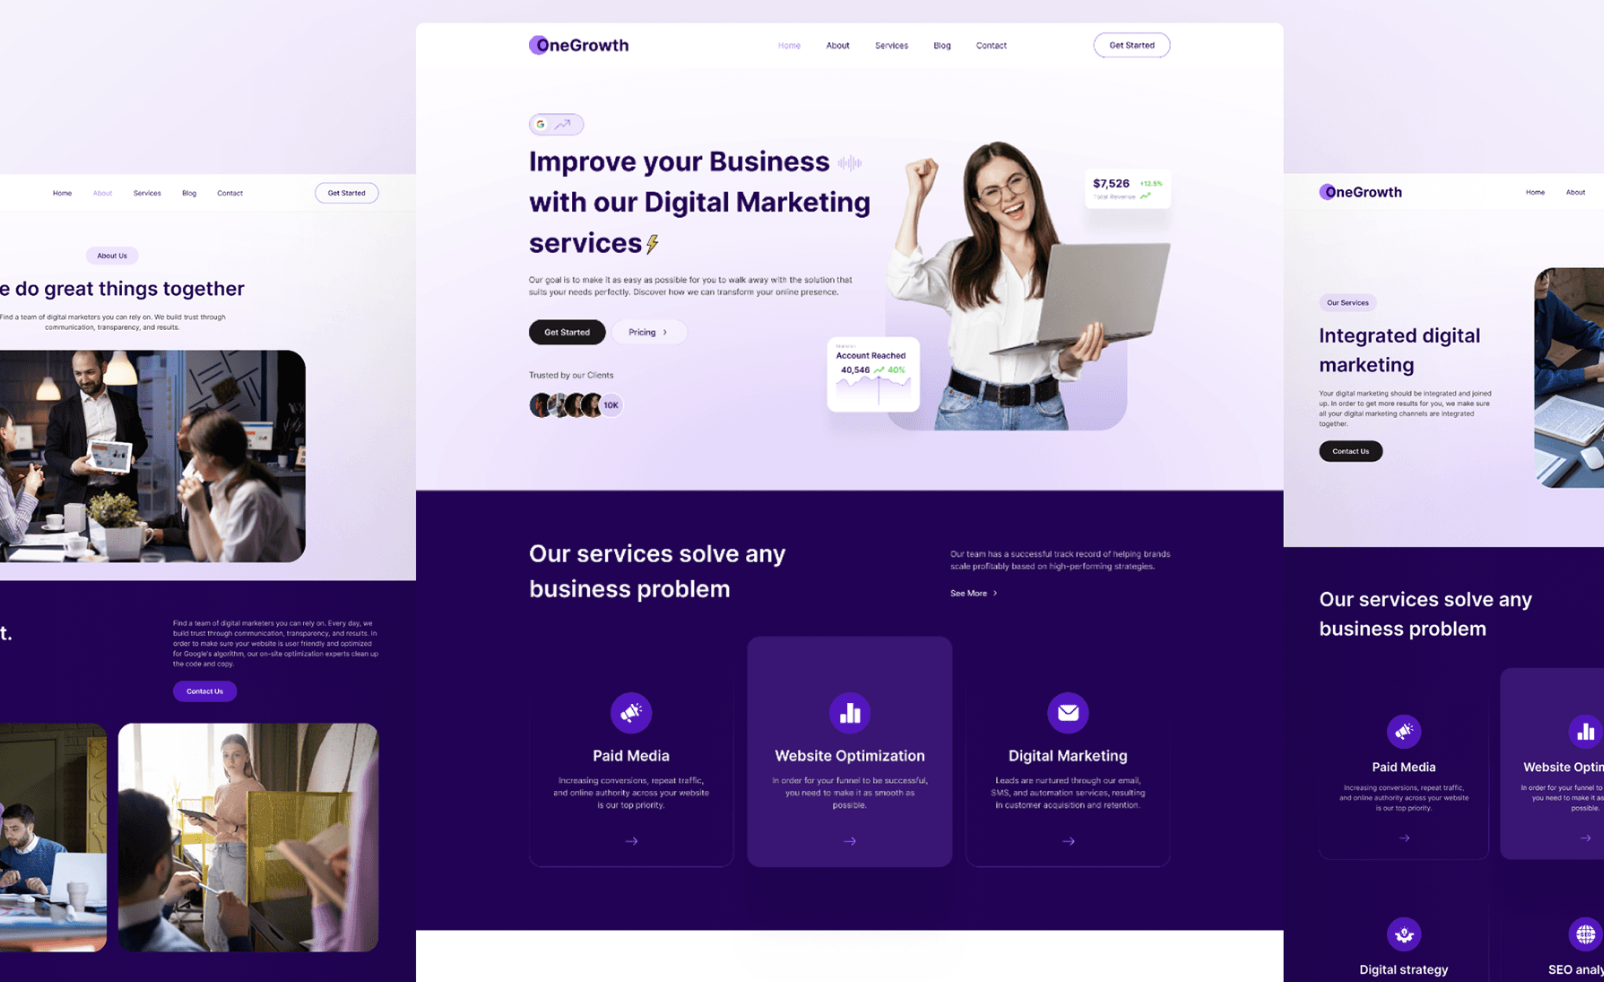 OneGrowth
Home About Services Blog Contact
Get Started
Improve your Business
with our Digital Marketing
services
Our goal is to make it as easy as possible for you to walk away with the solution that
suits your needs perfectly. Discover how we can transform your online presence.
Get Started
Pricing
Trusted by our Clients
10K
$7,526 +12.5%
Total Revenue
Account Reached
40,546 40%
Our services solve any
business problem
Our team has a successful track record of helping brands
scale profitably based on high-performing strategies.
See More
Paid Media
Increasing conversions, repeat traffic,
and online authority across your website
is our top priority.
Website Optimization
In order for your funnel to be successful,
you need to make it as smooth as
possible.
Digital Marketing
Leads are nurtured through our email,
SMS, and automation services, resulting
in customer acquisition and retention.
Home About Services Blog Contact
Get Started
About Us
e do great things together
Find a team of digital marketers you can rely on. We build trust through
communication, transparency, and results.
t.
Find a team of digital marketers you can rely on. Every day, we
build trust through communication, transparency, and results. In
order to make sure your website is user friendly and optimized
for Google's algorithm, our on-site optimization experts clean up
the code and copy.
Contact Us
OneGrowth
Home About
Our Services
Integrated digital
marketing
Your digital marketing should be integrated and joined
up. In order to get more results for you, we make sure
all your digital marketing channels are integrated
together.
Contact Us
Our services solve any
business problem
Paid Media
Increasing conversions, repeat traffic,
and online authority across your website
is our top priority.
Website Optin
In order for your funnel to
you need to make it as
possible.
Digital strategy
SEO analy